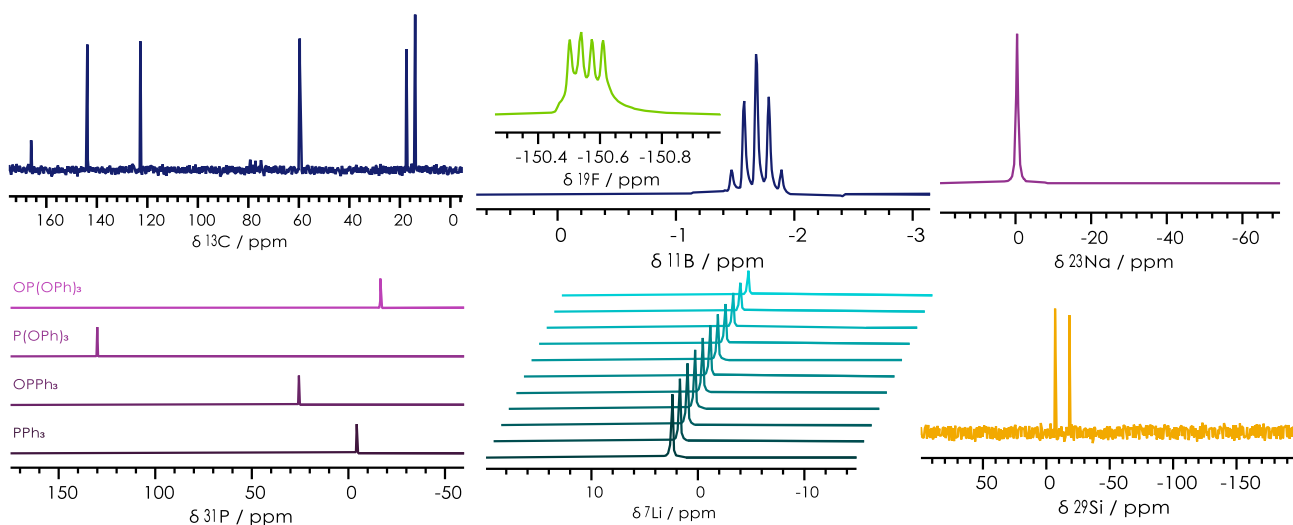 160 140 120 100 80 60 40 20 0
δ 13C / ppm
-150.4 -150.6 -150.8
δ 19F / ppm
0 -1 -2 -3
δ 11B / ppm
0 -20 -40 -60
δ 23Na / ppm
OP(OPh)₃
P(OPh)₃
OPPh₃
PPh₃
150 100 50 0 -50
δ 31P / ppm
10 0 -10
δ 7Li / ppm
50 0 -50 -100 -150
δ 29Si / ppm